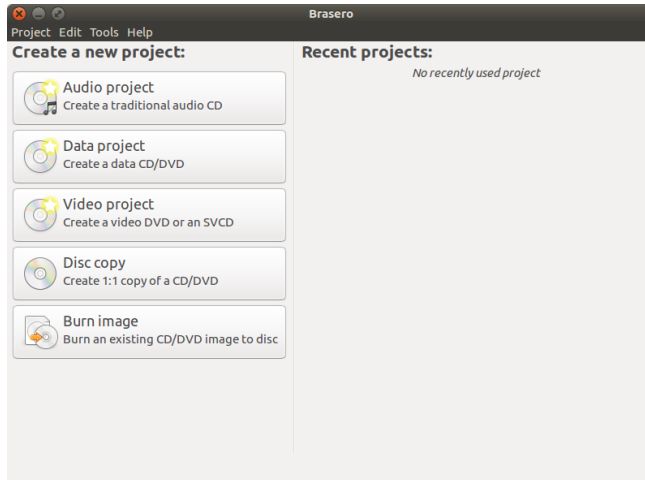 Brasero
Project Edit Tools Help
Create a new project:
Audio project
Create a traditional audio CD
Data project
Create a data CD/DVD
Video project
Create a video DVD or an SVCD
Disc copy
Create 1:1 copy of a CD/DVD
Burn image
Burn an existing CD/DVD image to disc
Recent projects:
No recently used project